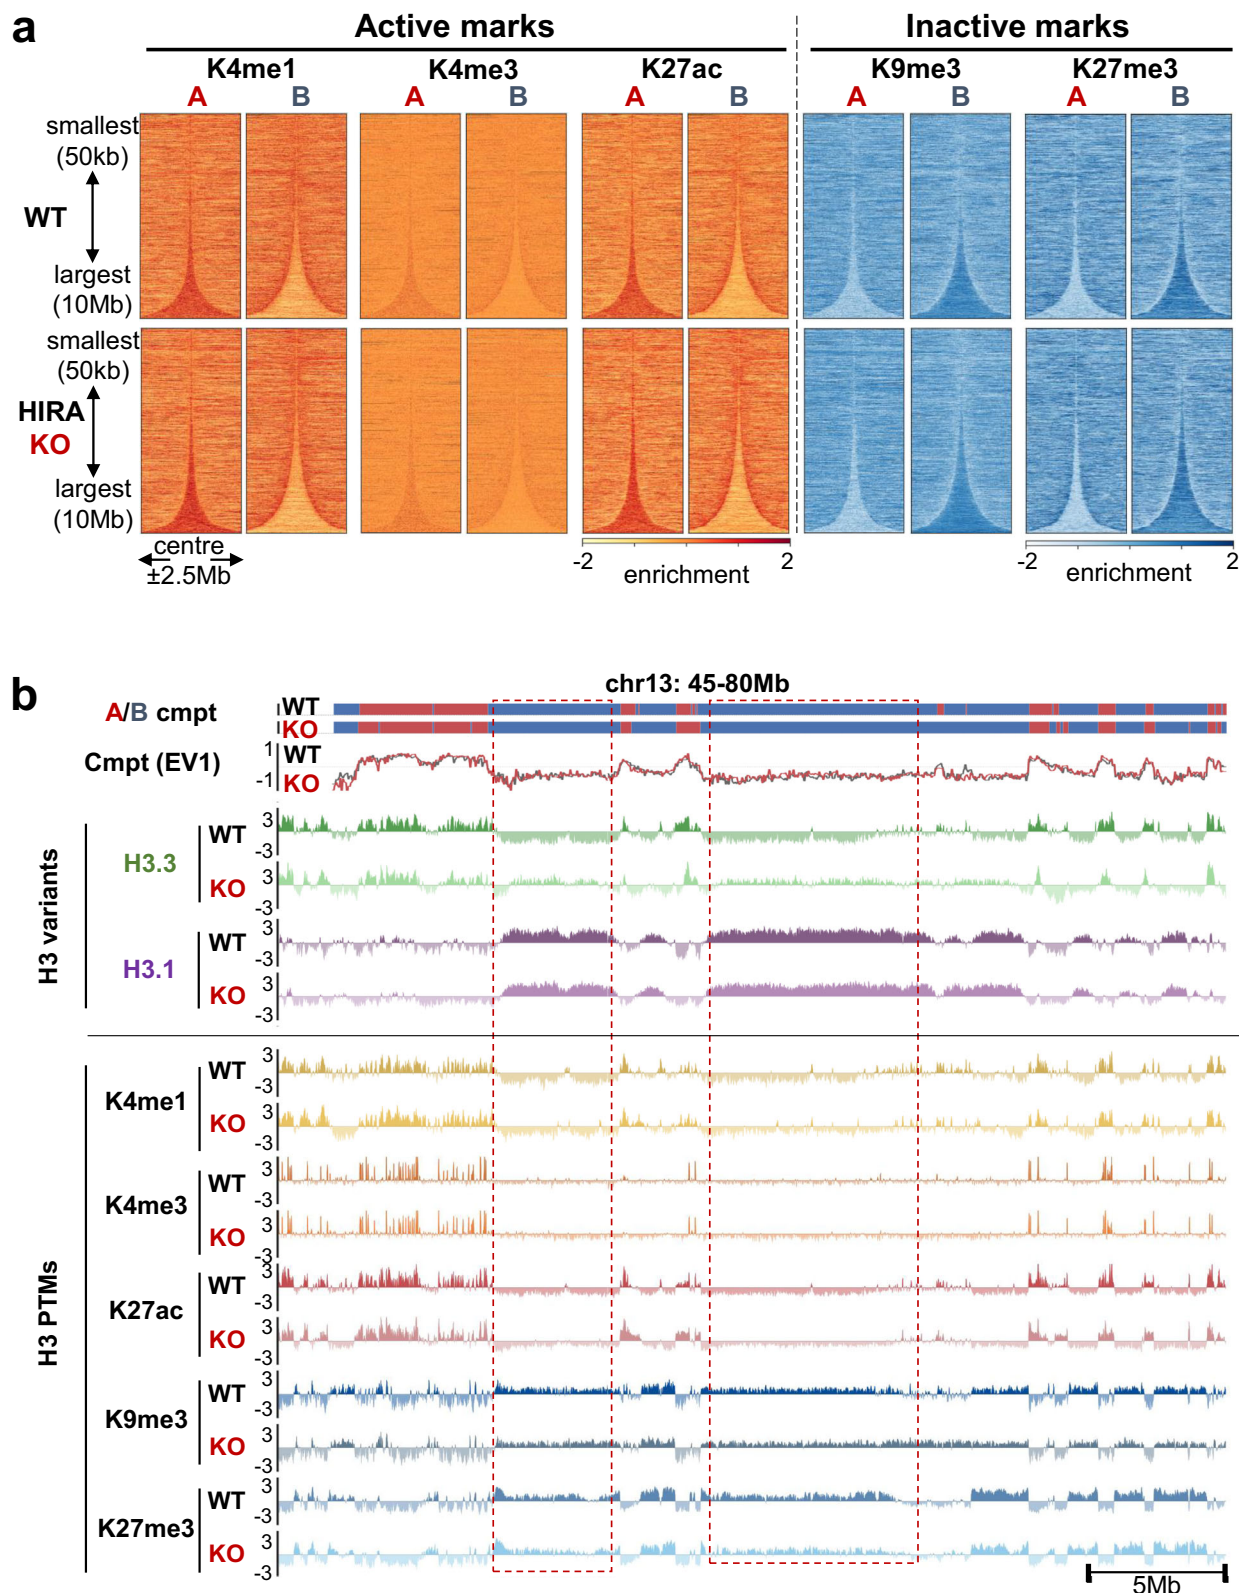 a
Active marks
Inactive marks
K4me1
K4me3
K27ac
K9me3
K27me3
A B A B A B A B A B
smallest
(50kb)
WT
largest
(10Mb)
smallest
(50kb)
HIRA
KO
largest
(10Mb)
centre
±2.5Mb
-2 2
enrichment
-2 2
enrichment
b
chr13: 45-80Mb
A/B cmpt
WT
KO
Cmpt (EV1)
1
-1
WT
KO
H3 variants
H3.3
WT
3
-3
KO
3
-3
H3.1
WT
3
-3
KO
3
-3
H3 PTMs
K4me1
WT
3
-3
KO
3
-3
K4me3
WT
3
-3
KO
3
-3
K27ac
WT
3
-3
KO
3
-3
K9me3
WT
3
-3
KO
3
-3
K27me3
WT
3
-3
KO
3
-3
5Mb